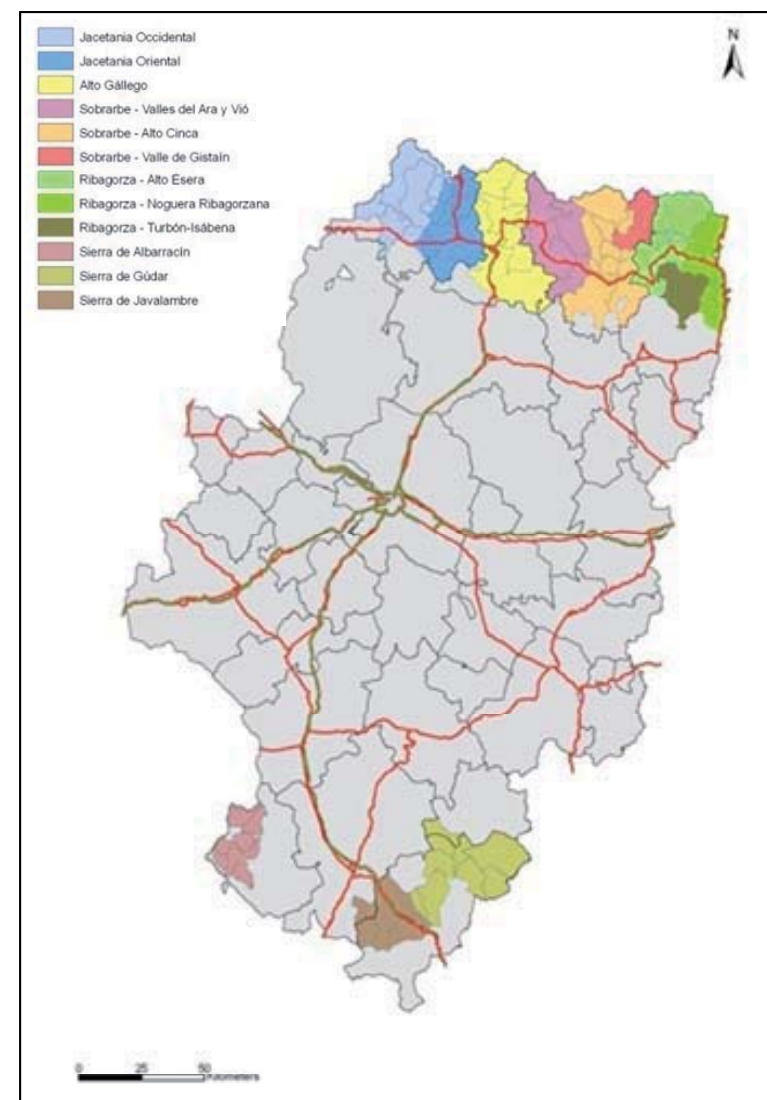 Jacetania Occidental
Jacetania Oriental
Alto Gállego
Sobrarbe - Valles del Ara y Vió
Sobrarbe - Alto Cinca
Sobrarbe - Valle de Gistaín
Ribagorza - Alto Ésera
Ribagorza - Noguera Ribagorzana
Ribagorza - Turbón-Isábena
Sierra de Albarracín
Sierra de Gúdar
Sierra de Javalambre
N
0 25 50
Kilometers